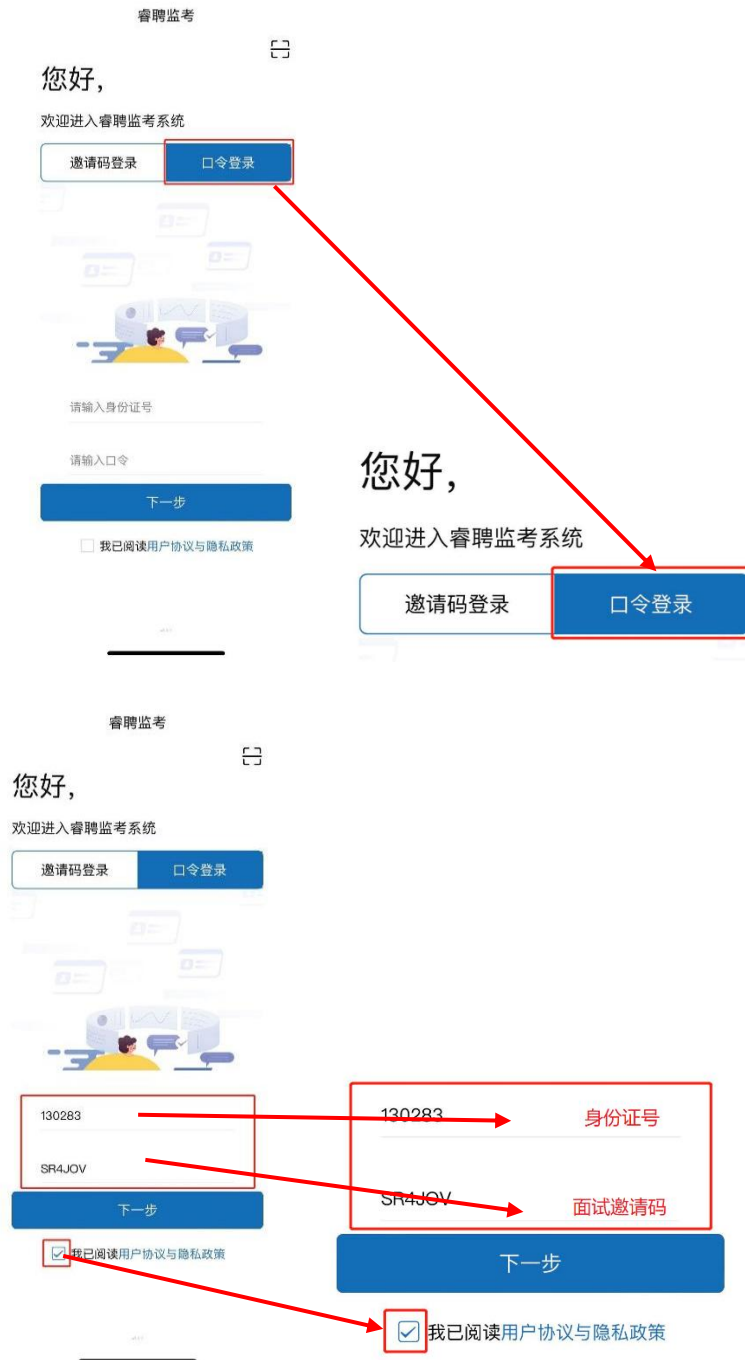 睿聘监考
您好，
欢迎进入睿聘监考系统
邀请码登录 口令登录
请输入身份证号
请输入口令
下一步
我已阅读用户协议与隐私政策
您好，
欢迎进入睿聘监考系统
邀请码登录 口令登录
睿聘监考
您好，
欢迎进入睿聘监考系统
邀请码登录 口令登录
130283
SR4JOV
下一步
我已阅读用户协议与隐私政策
130283 身份证号
SR4JOV 面试邀请码
下一步
我已阅读用户协议与隐私政策